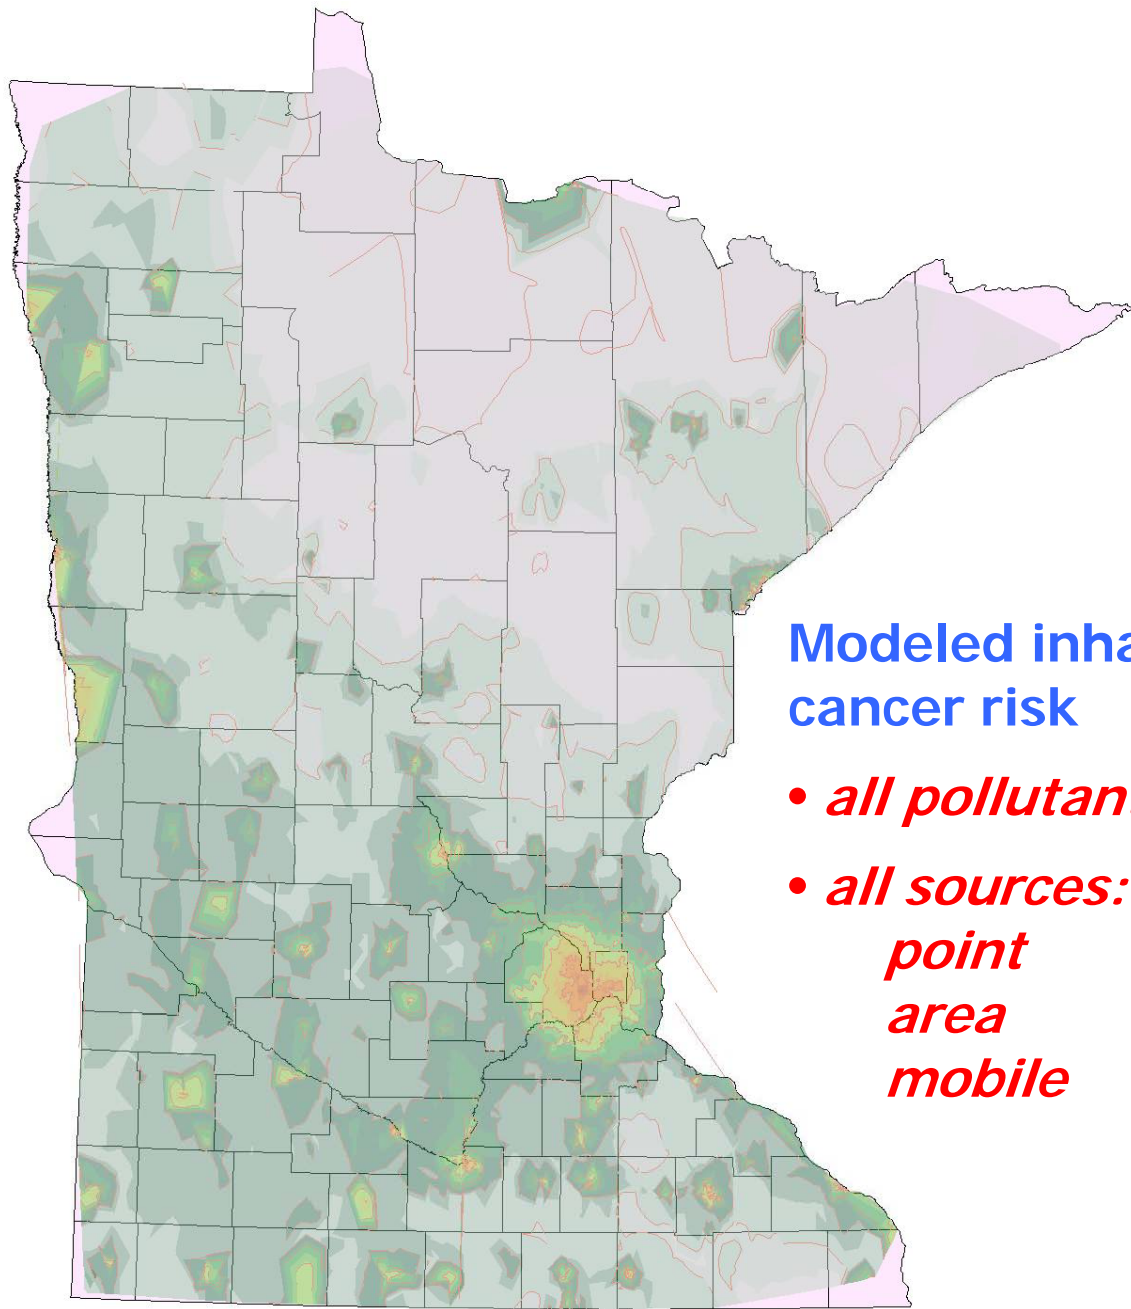 Modeled inha
cancer risk
• all pollutan
• all sources:
point
area
mobile